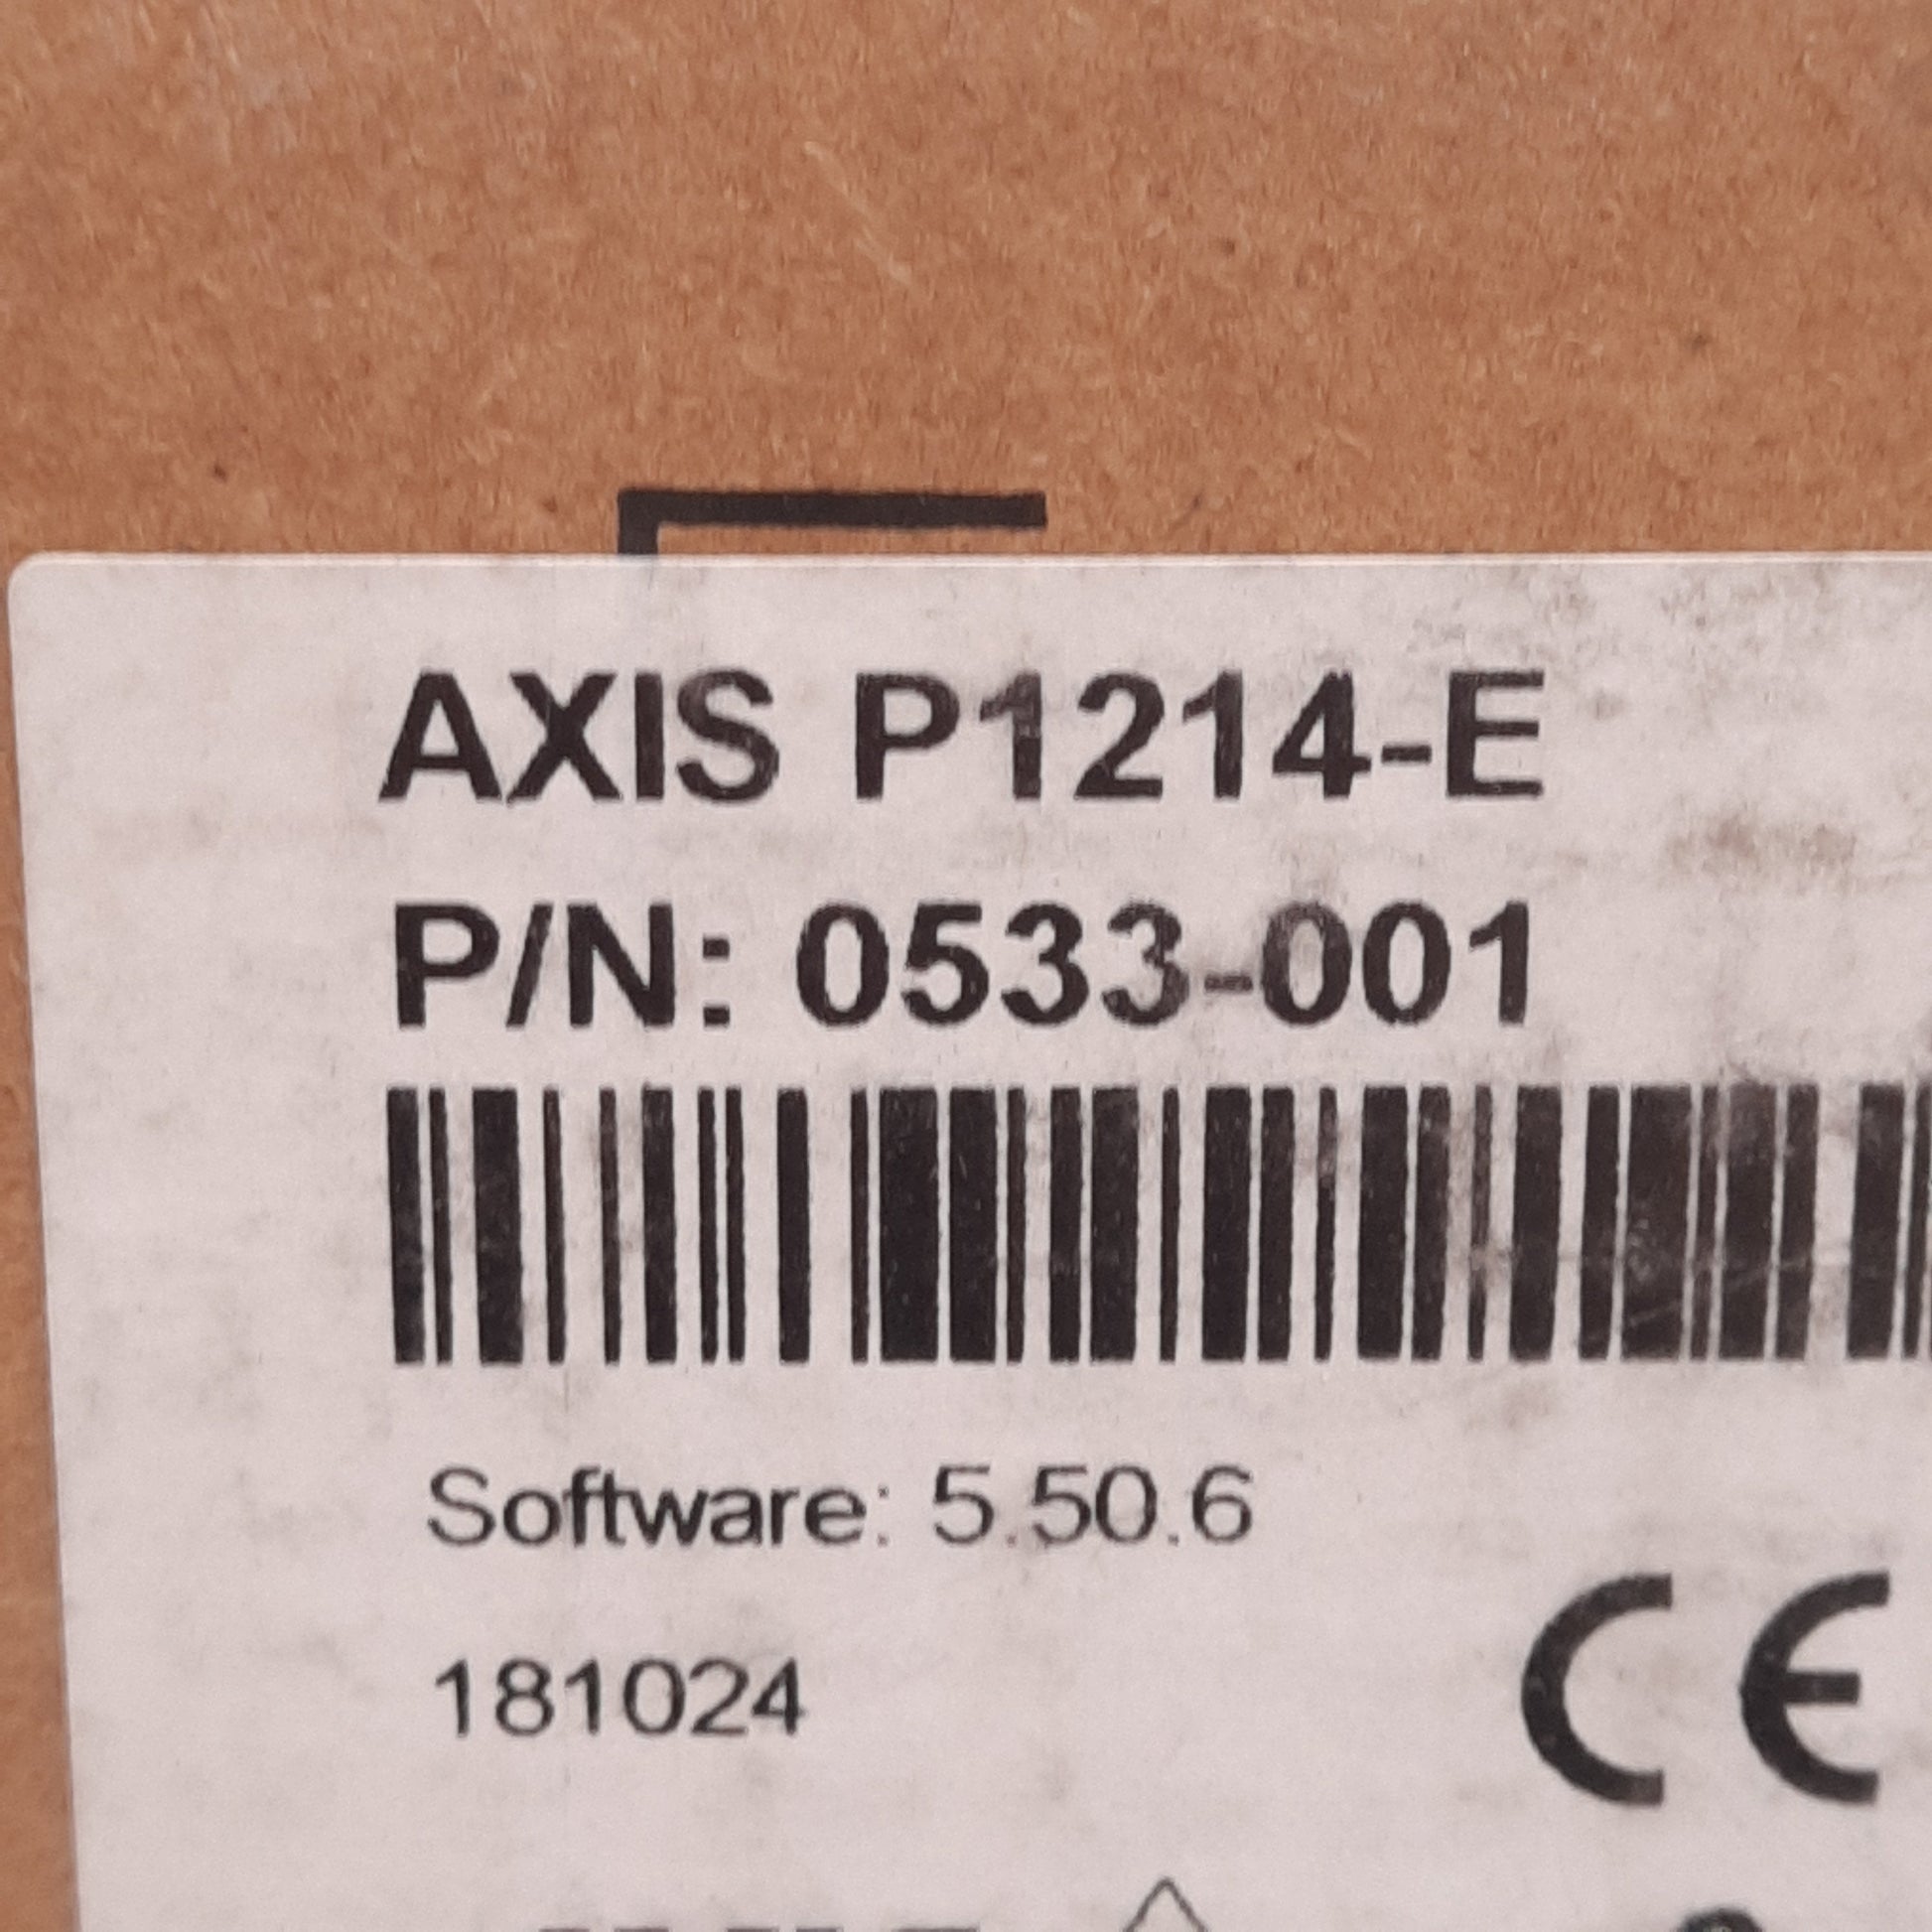 AXIS P1214-E
P/N: 0533-001
Software: 5.50.6
181024
CE